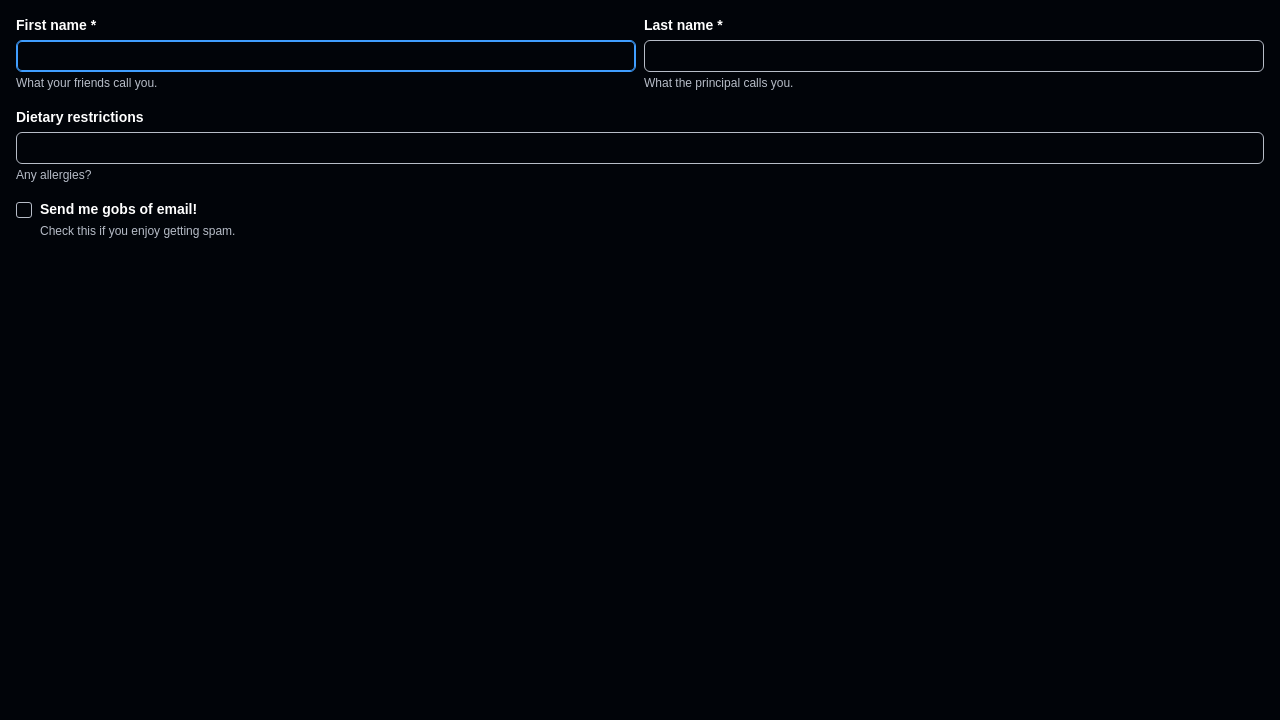 First name *
Last name *
What your friends call you.
What the principal calls you.
Dietary restrictions
Any allergies?
Send me gobs of email!
Check this if you enjoy getting spam.